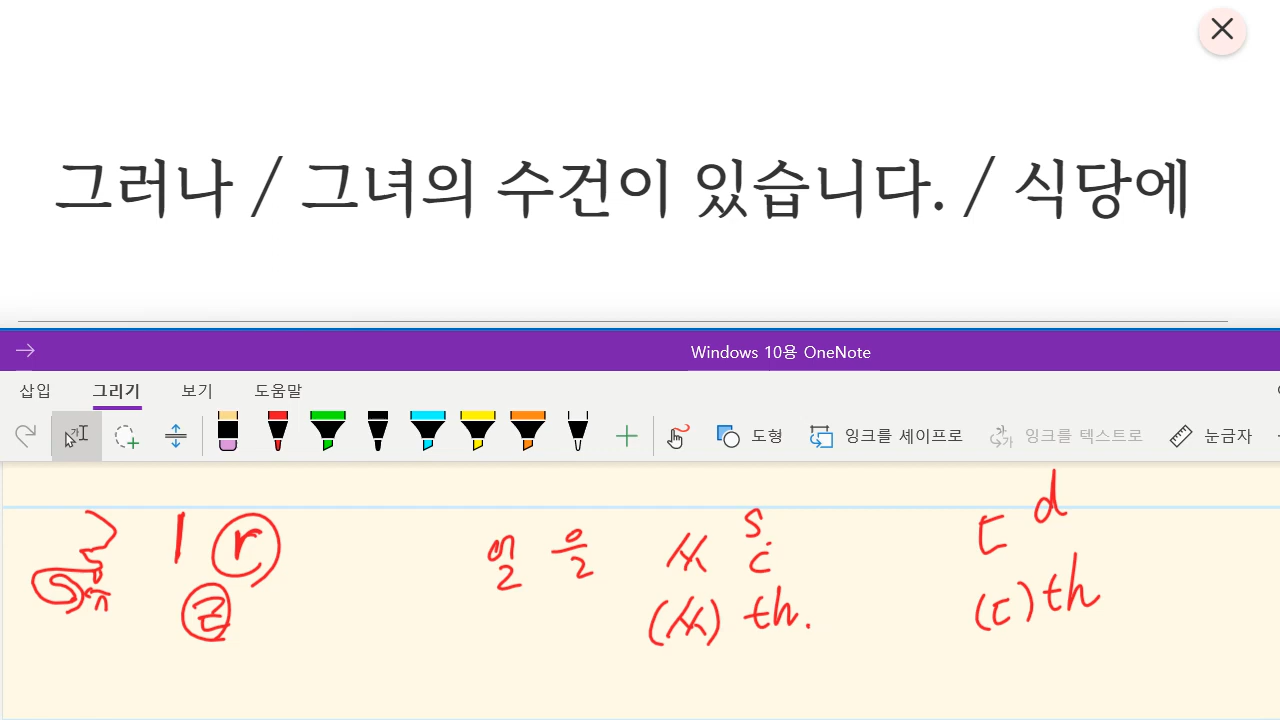 그러나 / 그녀의 수건이 있습니다. / 식당에
Windows 10용 OneNote
삽입 그리기 보기 도움말
가 도형 잉크를 셰이프로 가 잉크를 텍스트로 눈금자
s d
l r 얼 을 ㅆ c ㄷ
ㄹ (ㅆ) th. (ㄷ) th